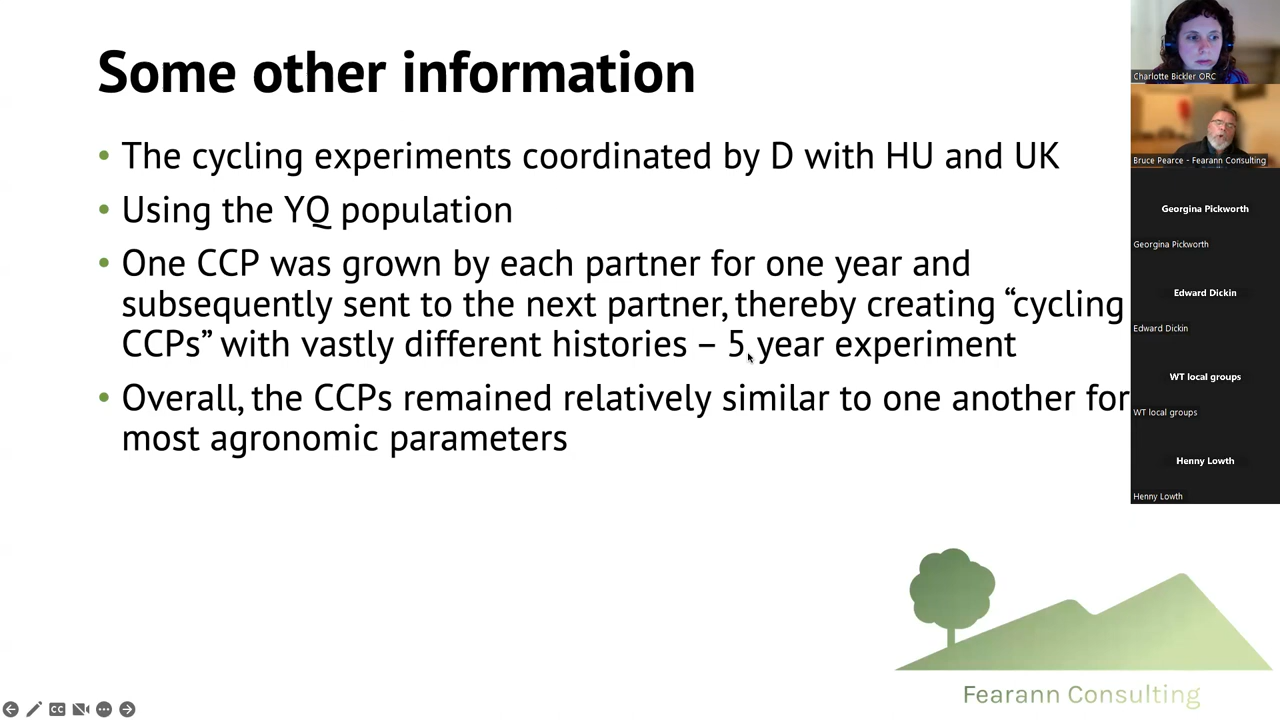 Some other information
• The cycling experiments coordinated by D with HU and UK
• Using the YQ population
• One CCP was grown by each partner for one year and
subsequently sent to the next partner, thereby creating “cycling
CCPs” with vastly different histories – 5 year experiment
• Overall, the CCPs remained relatively similar to one another for
most agronomic parameters
Charlotte Bickler ORC
Bruce Pearce - Fearann Consulting
Georgina Pickworth
Georgina Pickworth
Edward Dickin
Edward Dickin
WT local groups
WT local groups
Henny Lowth
Henny Lowth
Fearann Consulting
CC